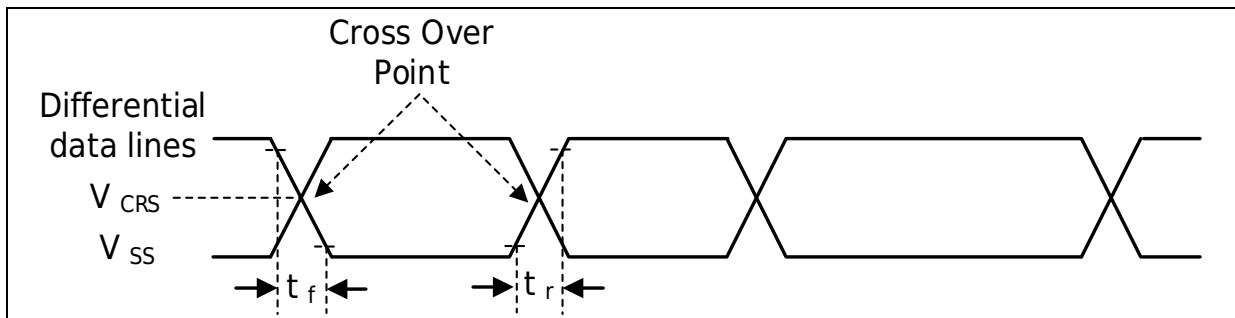 Cross Over
Point
Differential
data lines
V CRS
V SS
t f
t r